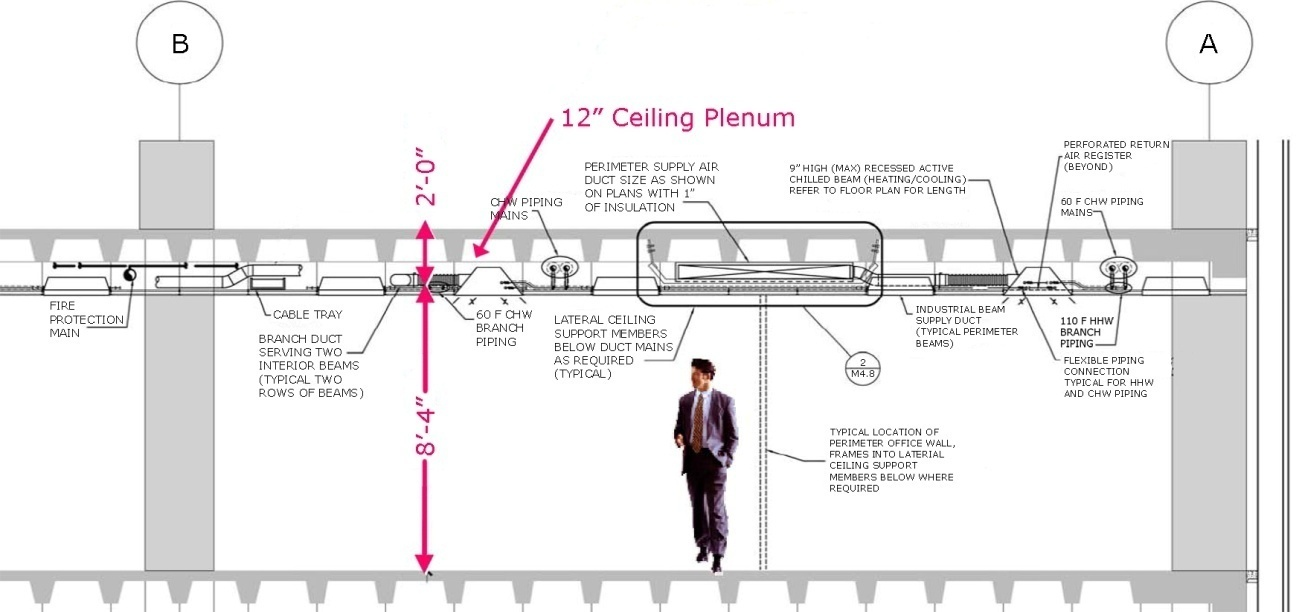 B
A
12” Ceiling Plenum
2’-0”
8’-4”
CHW PIPING
MAINS
PERIMETER SUPPLY AIR
DUCT SIZE AS SHOWN
ON PLANS WITH 1"
OF INSULATION
9" HIGH (MAX) RECESSED ACTIVE
CHILLED BEAM (HEATING/COOLING)
REFER TO FLOOR PLAN FOR LENGTH
PERFORATED RETURN
AIR REGISTER
(BEYOND)
60 F CHW PIPING
MAINS
FIRE
PROTECTION
MAIN
CABLE TRAY
BRANCH DUCT
SERVING TWO
INTERIOR BEAMS
(TYPICAL TWO
ROWS OF BEAMS)
60 F CHW
BRANCH
PIPING
LATERAL CEILING
SUPPORT MEMBERS
BELOW DUCT MAINS
AS REQUIRED
(TYPICAL)
2
M4.8
INDUSTRIAL BEAM
SUPPLY DUCT
(TYPICAL PERIMETER
BEAMS)
110 F HHW
BRANCH
PIPING
FLEXIBLE PIPING
CONNECTION
TYPICAL FOR HHW
AND CHW PIPING
TYPICAL LOCATION OF
PERIMETER OFFICE WALL,
FRAMES INTO LATERIAL
CEILING SUPPORT
MEMBERS BELOW WHERE
REQUIRED